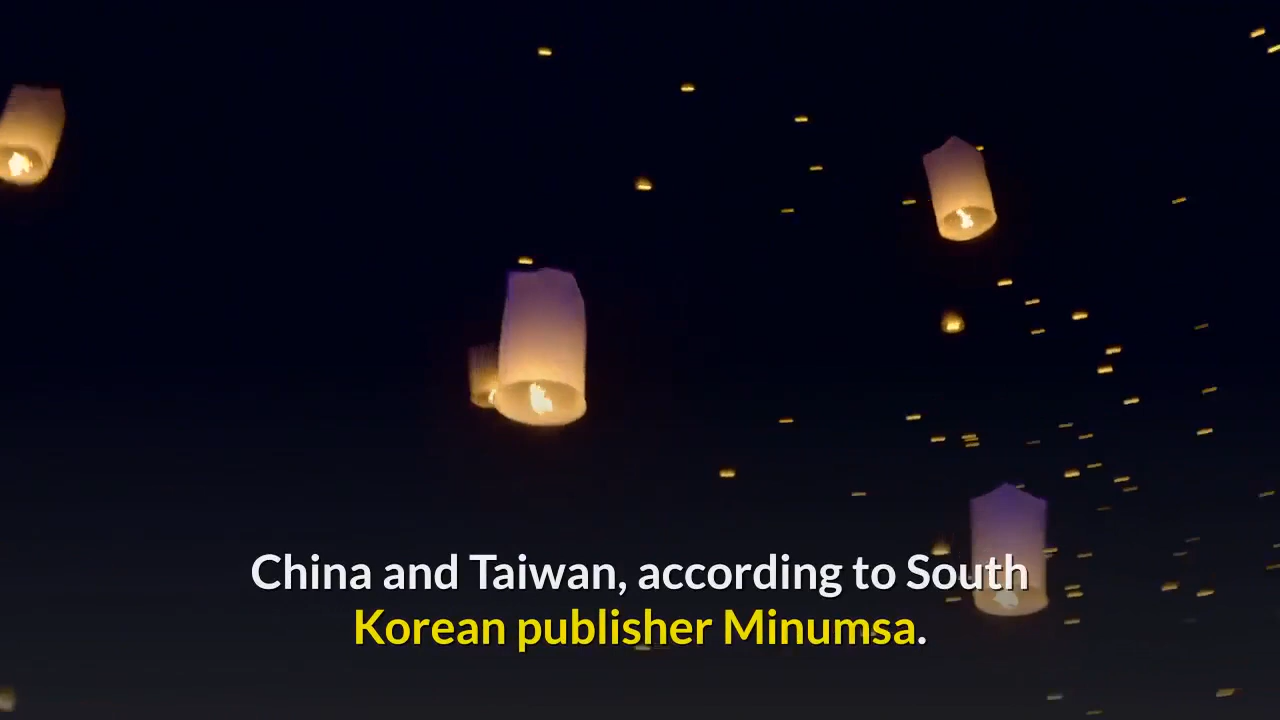 China and Taiwan, according to South
Korean publisher Minumsa.